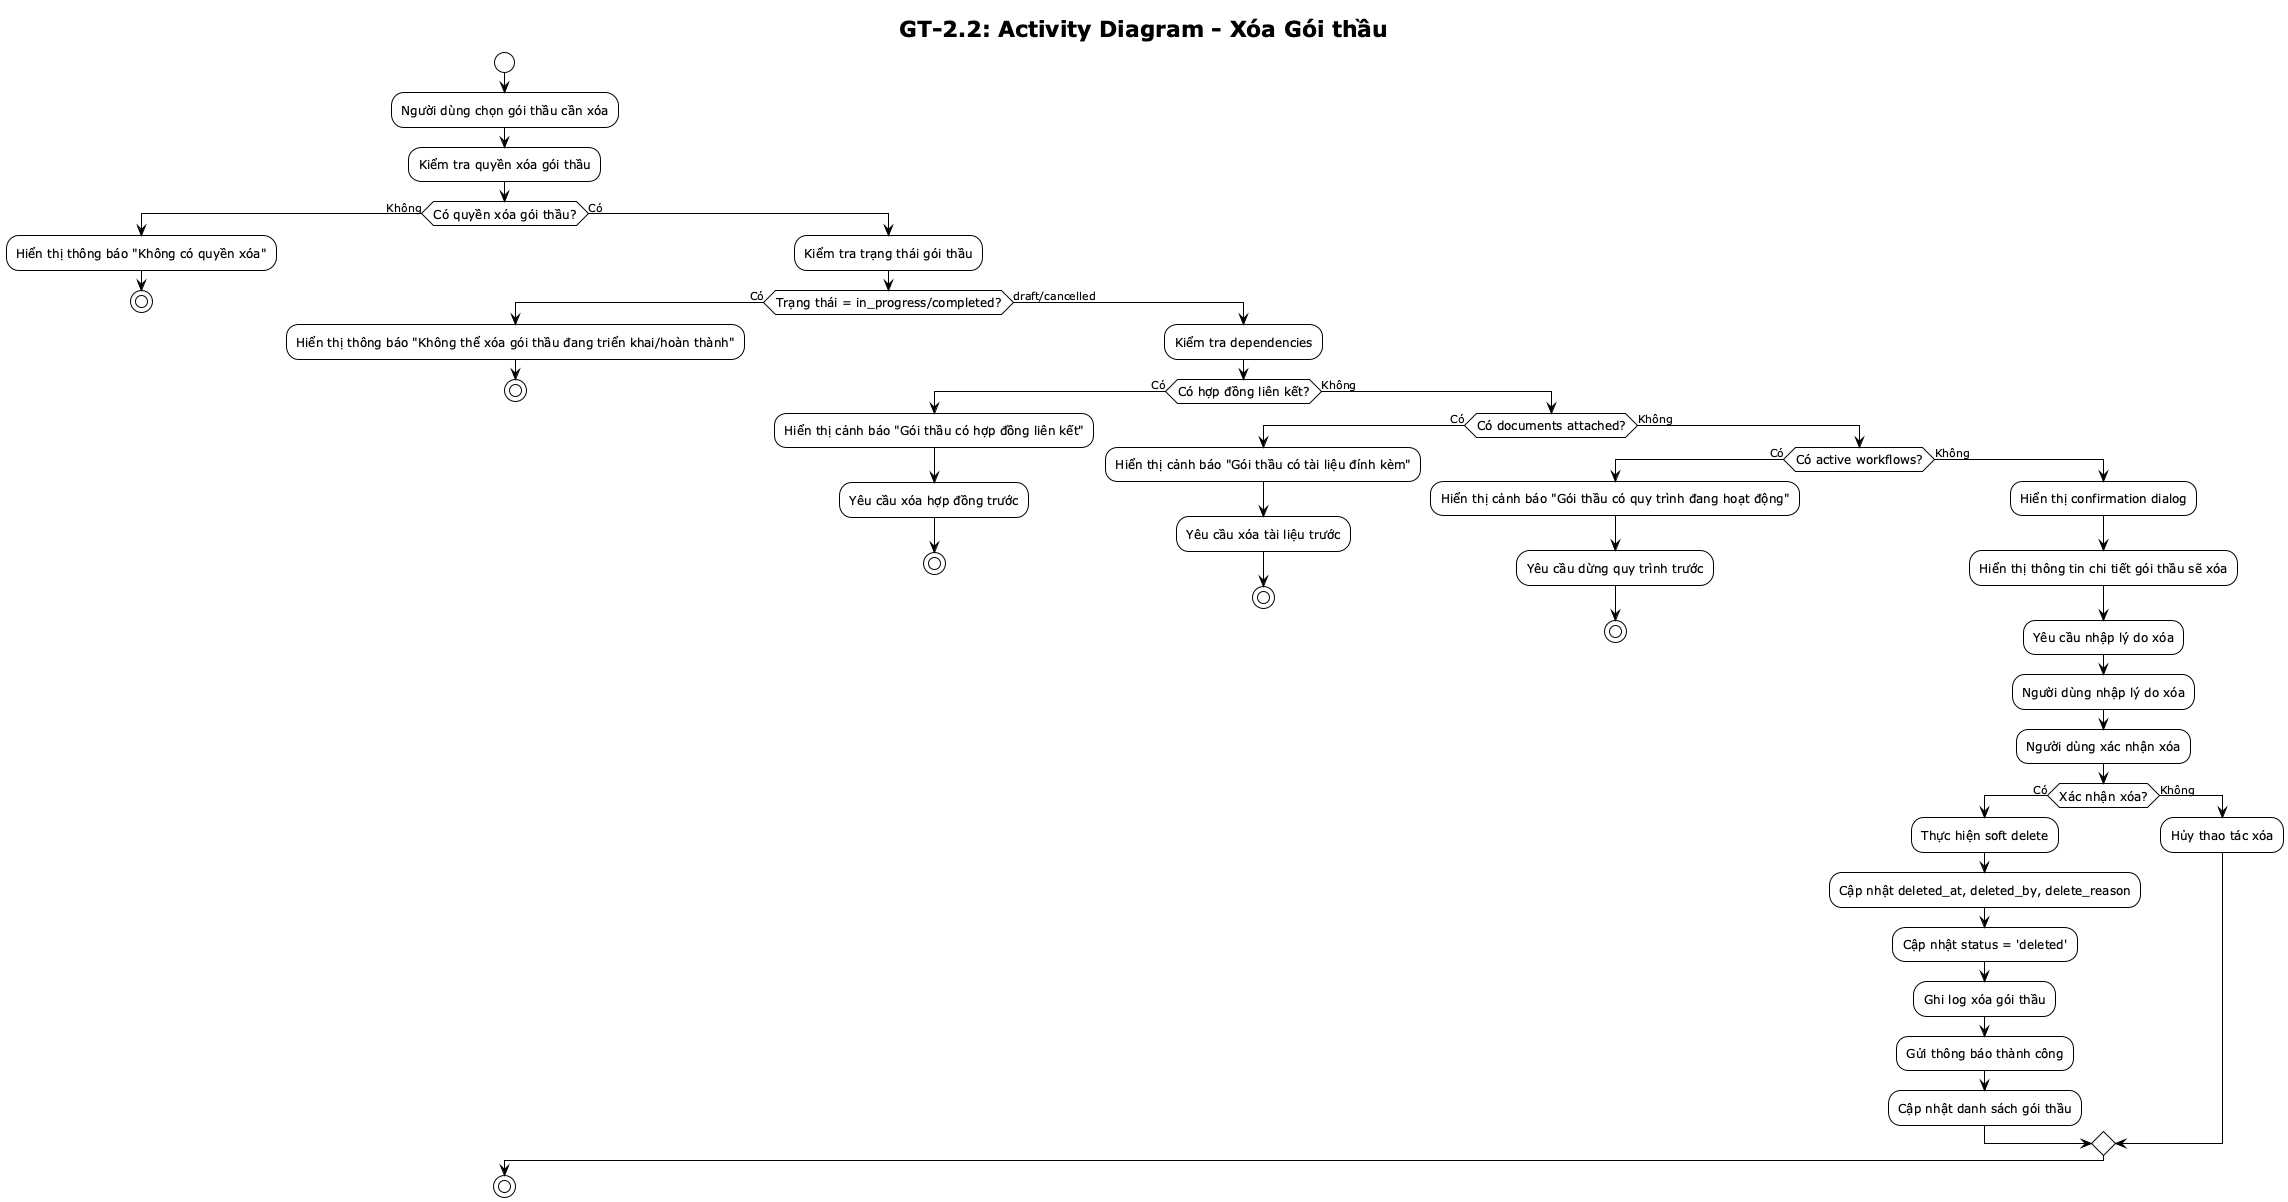 GT-2.2: Activity Diagram - Xóa Gói thầu
Người dùng chọn gói thầu cần xóa
Kiểm tra quyền xóa gói thầu
Không
Có quyền xóa gói thầu?
Có
Hiển thị thông báo "Không có quyền xóa"
Kiểm tra trạng thái gói thầu
Có
Trạng thái = in_progress/completed?
draft/cancelled
Hiển thị thông báo "Không thể xóa gói thầu đang triển khai/hoàn thành"
Kiểm tra dependencies
Có
Có hợp đồng liên kết?
Không
Hiển thị cảnh báo "Gói thầu có hợp đồng liên kết"
Yêu cầu xóa hợp đồng trước
Có
Có documents attached?
Không
Hiển thị cảnh báo "Gói thầu có tài liệu đính kèm"
Yêu cầu xóa tài liệu trước
Có
Có active workflows?
Không
Hiển thị cảnh báo "Gói thầu có quy trình đang hoạt động"
Yêu cầu dừng quy trình trước
Hiển thị confirmation dialog
Hiển thị thông tin chi tiết gói thầu sẽ xóa
Yêu cầu nhập lý do xóa
Người dùng nhập lý do xóa
Người dùng xác nhận xóa
Có
Xác nhận xóa?
Không
Thực hiện soft delete
Hủy thao tác xóa
Cập nhật deleted_at, deleted_by, delete_reason
Cập nhật status = 'deleted'
Ghi log xóa gói thầu
Gửi thông báo thành công
Cập nhật danh sách gói thầu